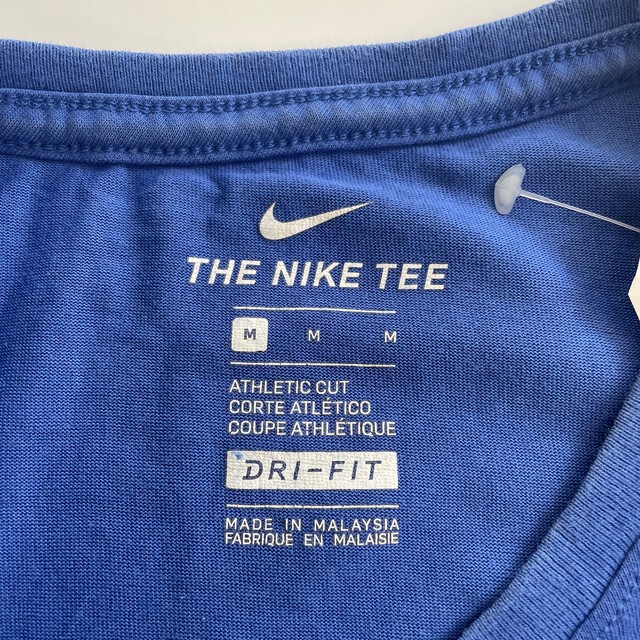 THE NIKE TEE
M M M
ATHLETIC CUT
CORTE ATLÉTICO
COUPE ATHLÉTIQUE
DRI-FIT
MADE IN MALAYSIA
FABRIQUE EN MALAISIE